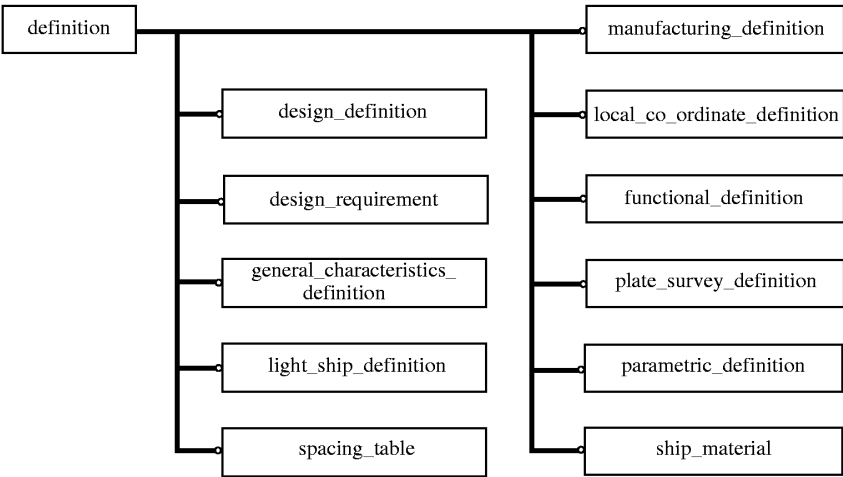 definition
manufacturing_definition
design_definition
local_co_ordinate_definition
design_requirement
functional_definition
general_characteristics_
definition
plate_survey_definition
light_ship_definition
parametric_definition
spacing_table
ship_material